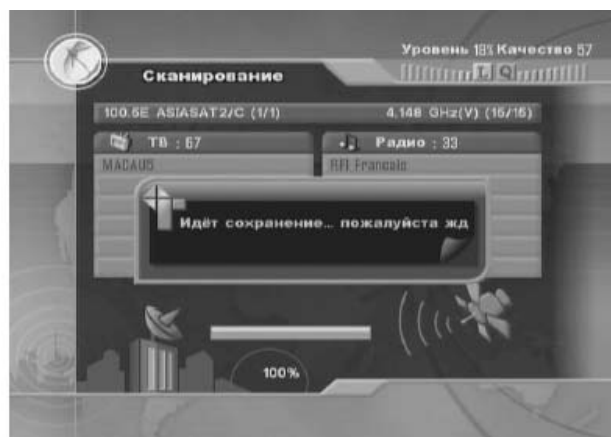 Уровень 18% Качество 57
L Q
Сканирование
100.5E ASIASAT2/C (1/1) 4.148 GHz(V) (15/15)
ТВ : 67 Радио : 33
MACAU5 RFI Francais
Идёт сохранение... пожалуйста жд
100%